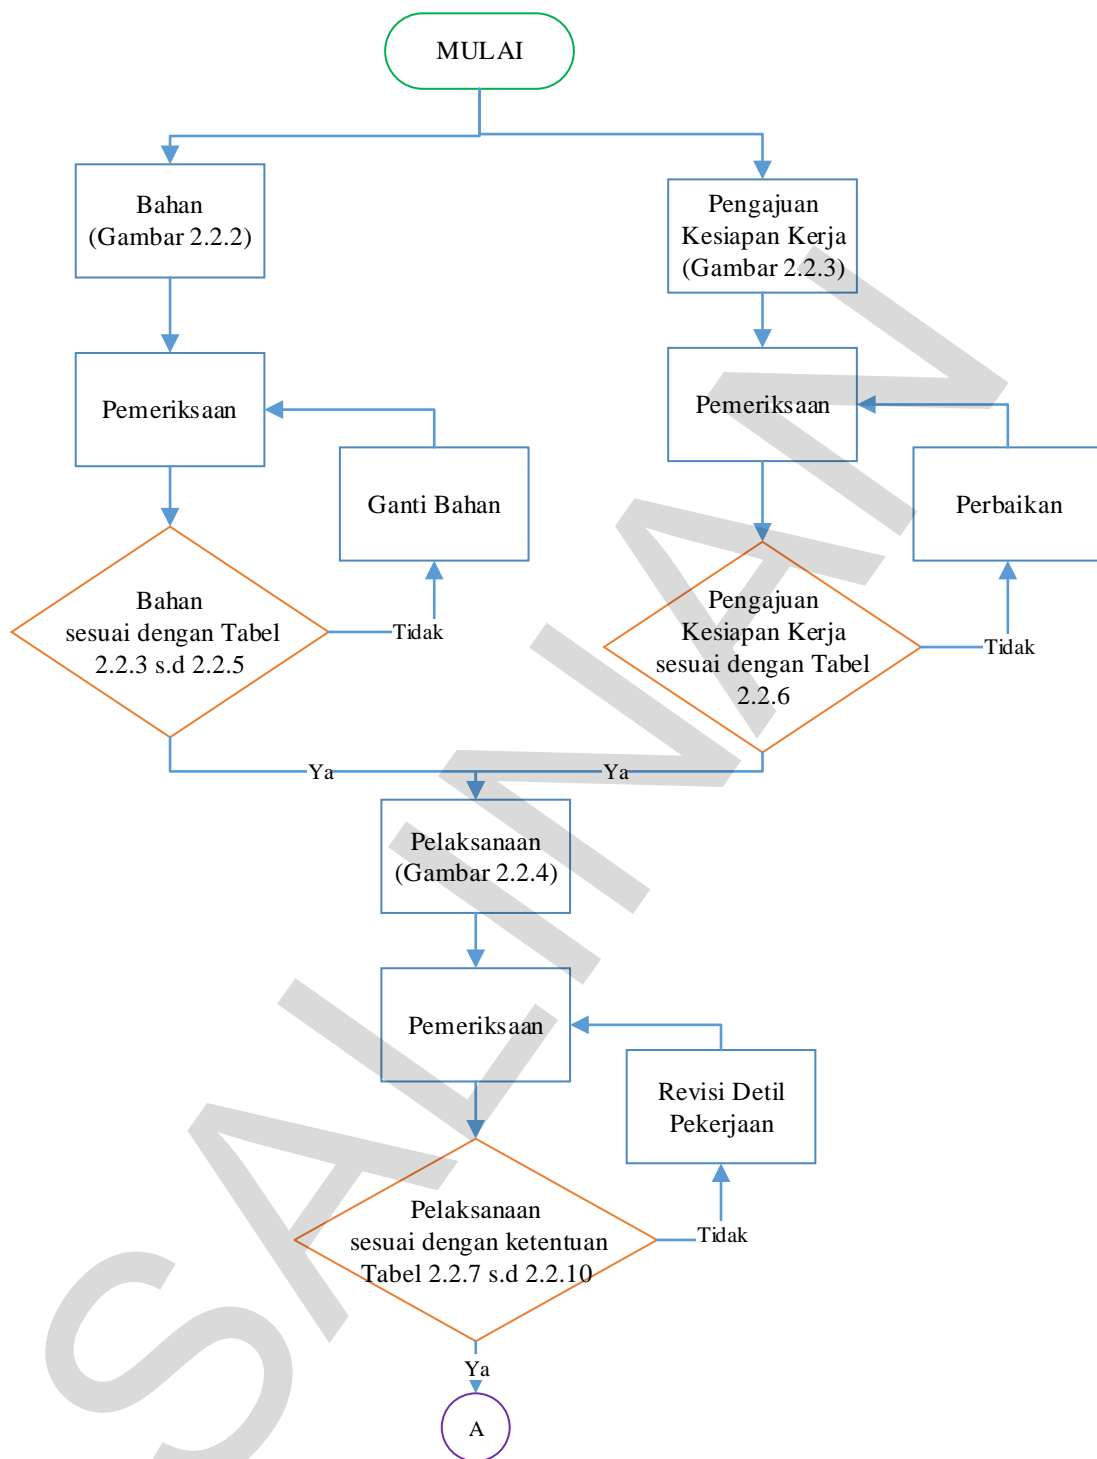 MULAI
Bahan
(Gambar 2.2.2)
Pengajuan
Kesiapan Kerja
(Gambar 2.2.3)
Pemeriksaan
Pemeriksaan
Ganti Bahan
Perbaikan
Bahan
sesuai dengan Tabel
2.2.3 s.d 2.2.5
Tidak
Pengajuan
Kesiapan Kerja
sesuai dengan Tabel
2.2.6
Tidak
Ya
Ya
Pelaksanaan
(Gambar 2.2.4)
Pemeriksaan
Revisi Detil
Pekerjaan
Pelaksanaan
sesuai dengan ketentuan
Tabel 2.2.7 s.d 2.2.10
Tidak
Ya
A
SALINAN